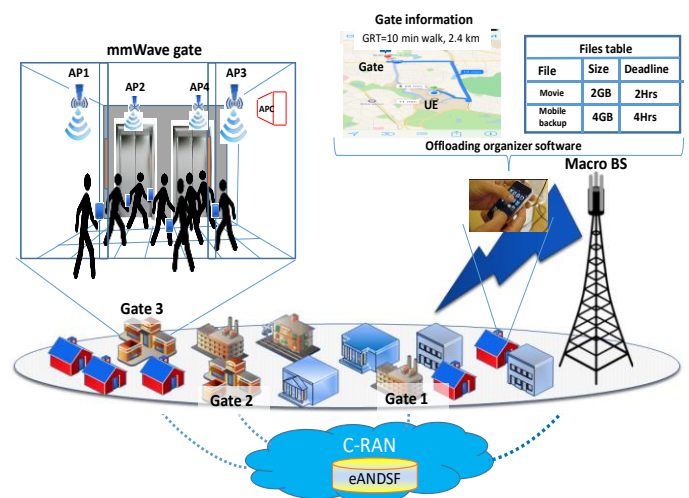 mmWave gate
AP1
AP2
AP4
AP3
APC
Gate information
GRT=10 min walk, 2.4 km
Gate
UE
Files table
File Size Deadline
Movie 2GB 2Hrs
Mobile backup 4GB 4Hrs
Offloading organizer software
Macro BS
Gate 3
Gate 2
Gate 1
C-RAN
eANDSF